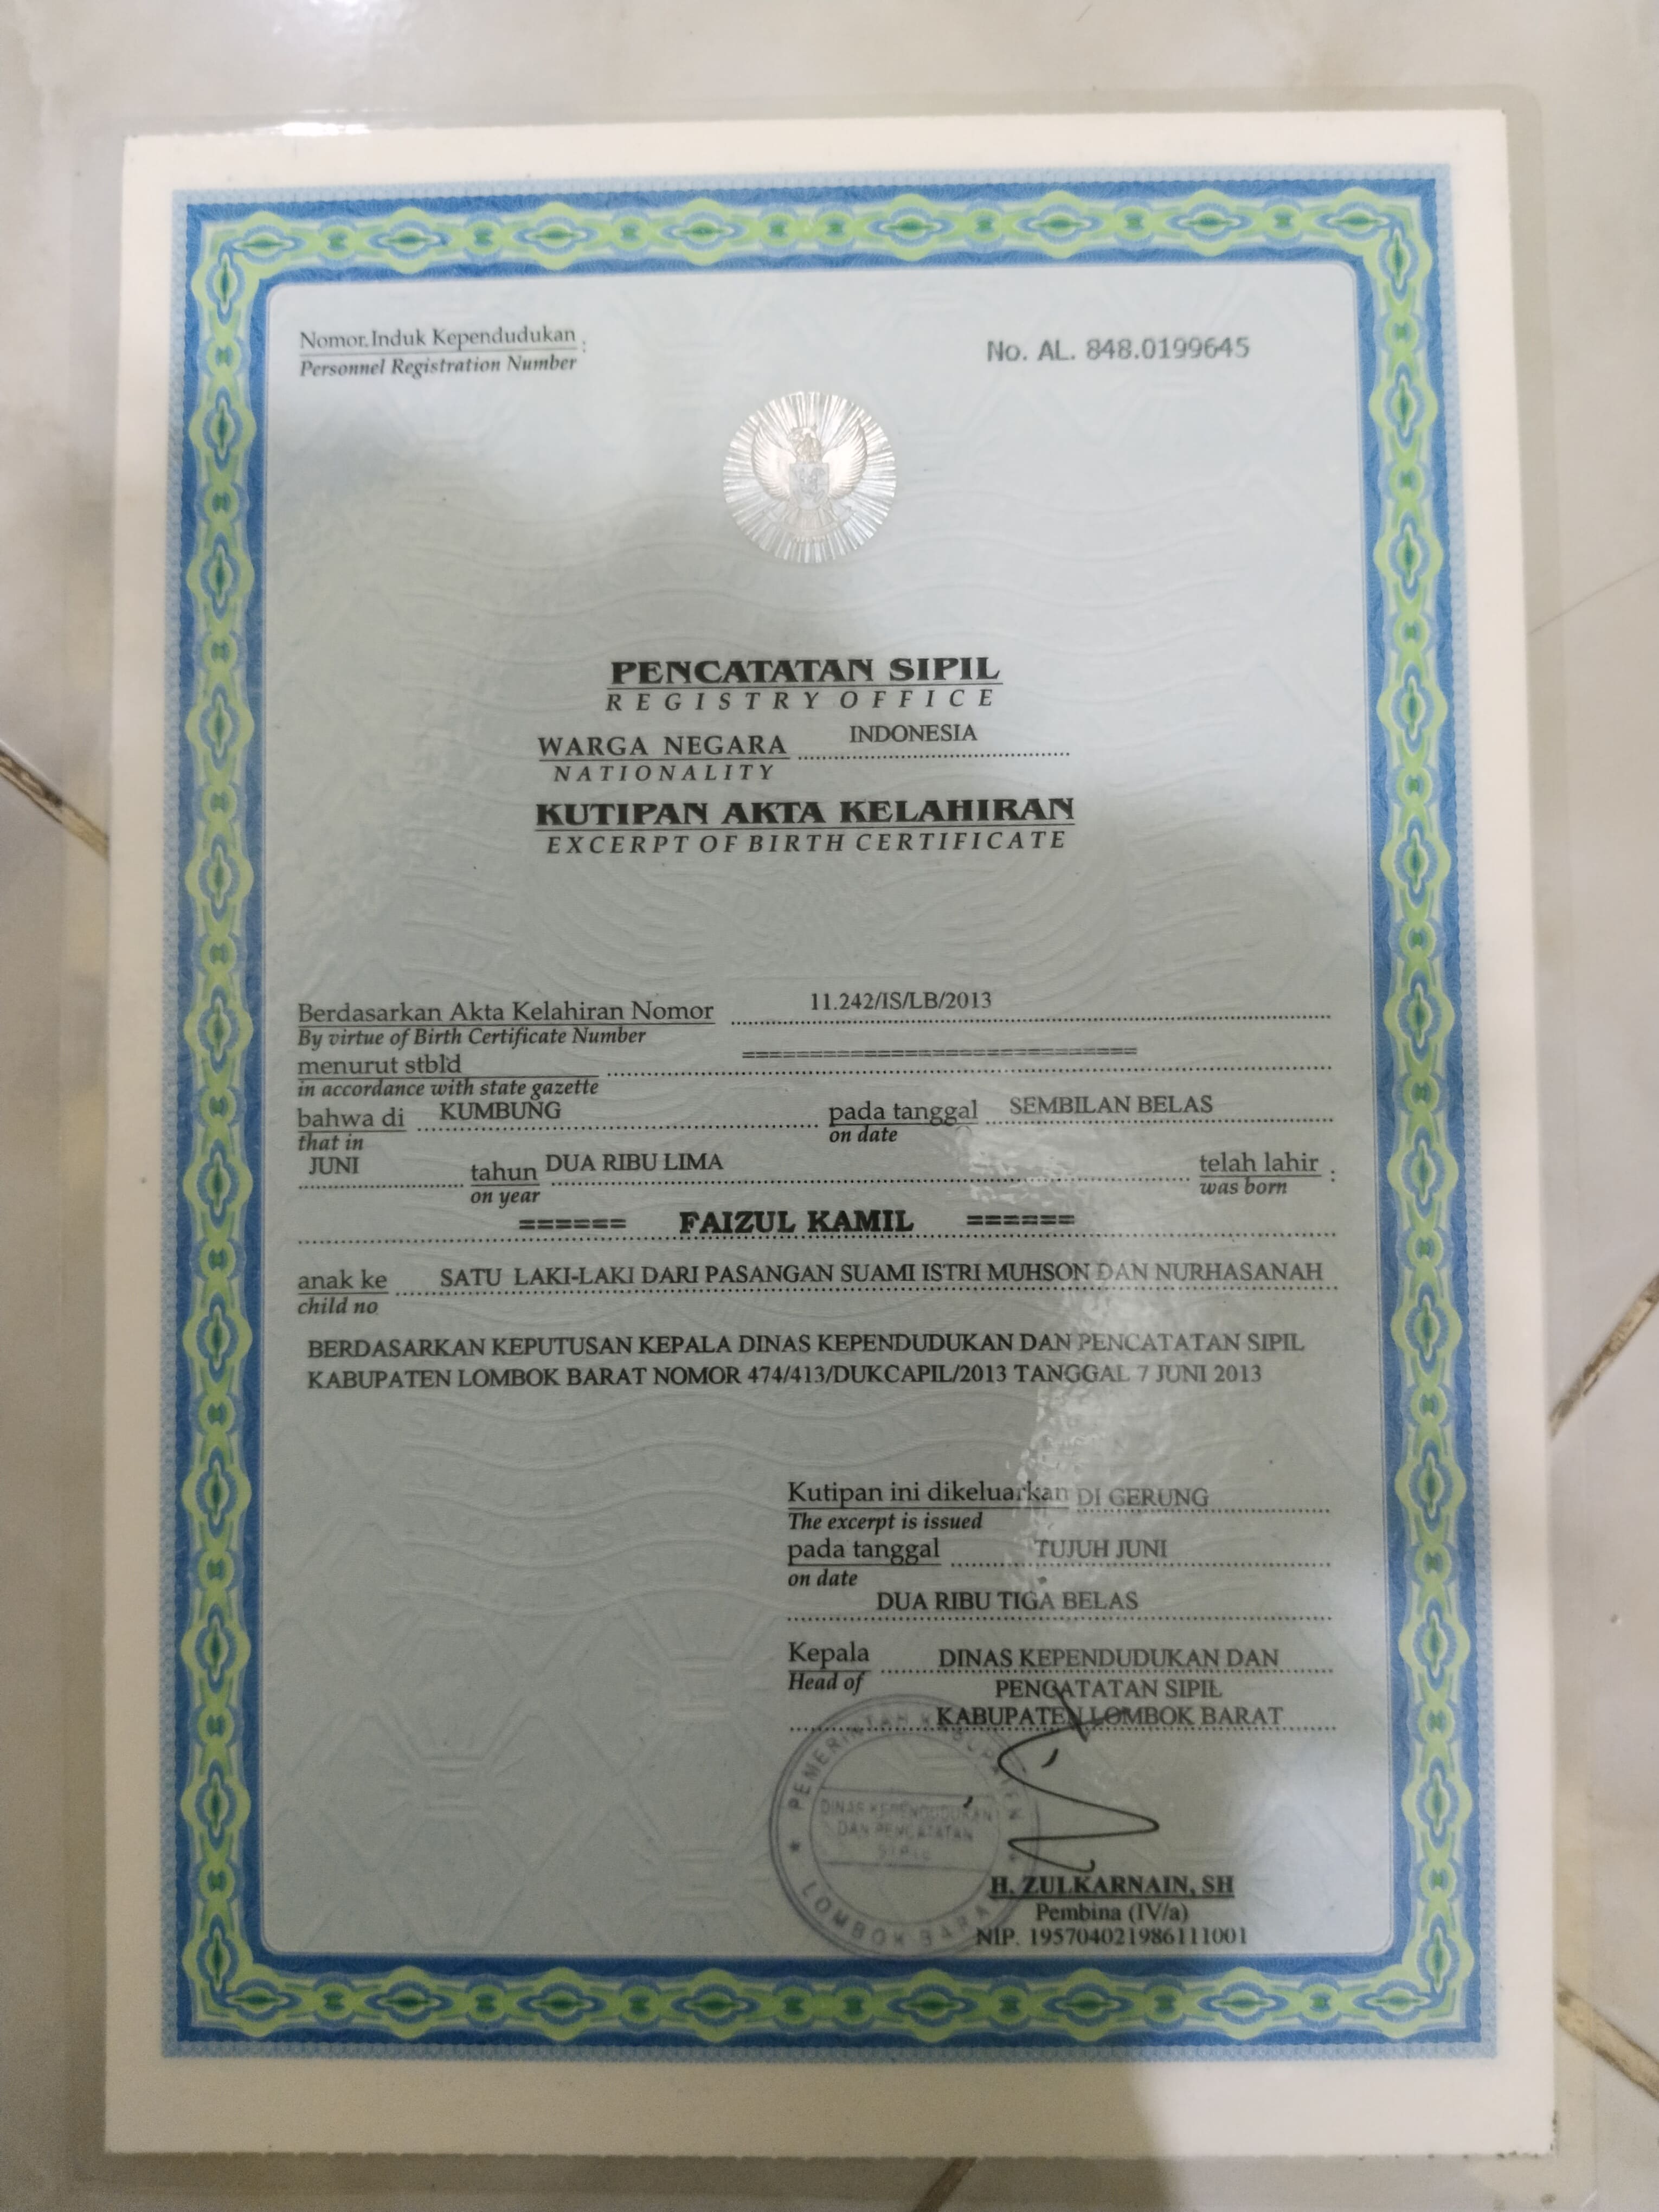 Nomor Induk Kependudukan :
Personnel Registration Number
No. AL. 848.0199645
PENCATATAN SIPIL
REGISTRY OFFICE
WARGA NEGARA INDONESIA
NATIONALITY
KUTIPAN AKTA KELAHIRAN
EXCERPT OF BIRTH CERTIFICATE
Berdasarkan Akta Kelahiran Nomor 11.242/IS/LB/2013
By virtue of Birth Certificate Number
menurut stbld ===========================
in accordance with state gazette
bahwa di KUMBUNG pada tanggal SEMBILAN BELAS
that in on date
JUNI tahun DUA RIBU LIMA telah lahir :
on year was born
====== FAIZUL KAMIL ======
anak ke SATU LAKI-LAKI DARI PASANGAN SUAMI ISTRI MUHSON DAN NURHASANAH
child no
BERDASARKAN KEPUTUSAN KEPALA DINAS KEPENDUDUKAN DAN PENCATATAN SIPIL
KABUPATEN LOMBOK BARAT NOMOR 474/413/DUKCAPIL/2013 TANGGAL 7 JUNI 2013
Kutipan ini dikeluarkan DI GERUNG
The excerpt is issued
pada tanggal TUJUH JUNI
on date
DUA RIBU TIGA BELAS
Kepala DINAS KEPENDUDUKAN DAN
Head of PENCATATAN SIPIL
KABUPATEN LOMBOK BARAT
PEMERINTAH KABUPATEN
DINAS KEPENDUDUKAN
DAN PENCATATAN
SIPIL
LOMBOK BARAT
H. ZULKARNAIN, SH
Pembina (IV/a)
NIP. 195704021986111001